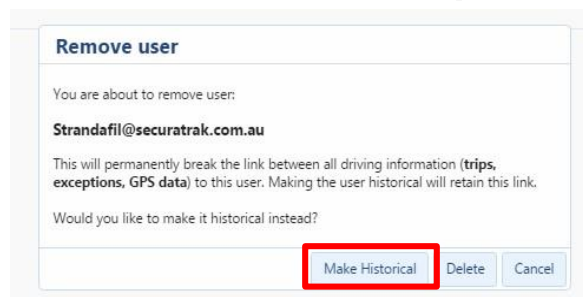 Remove user
You are about to remove user:
Strandafil@securatrak.com.au
This will permanently break the link between all driving information (trips,
exceptions, GPS data) to this user. Making the user historical will retain this link.
Would you like to make it historical instead?
Make Historical Delete Cancel